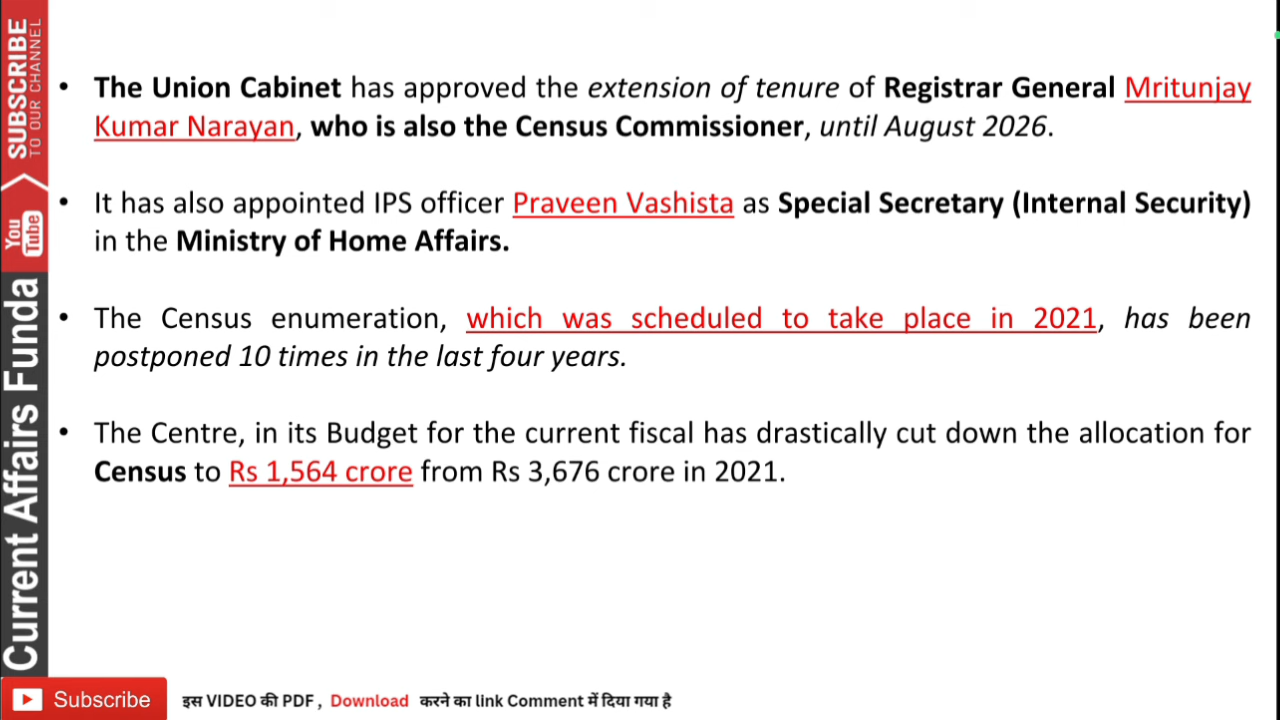 • The Union Cabinet has approved the extension of tenure of Registrar General Mritunjay
Kumar Narayan, who is also the Census Commissioner, until August 2026.
• It has also appointed IPS officer Praveen Vashista as Special Secretary (Internal Security)
in the Ministry of Home Affairs.
• The Census enumeration, which was scheduled to take place in 2021, has been
postponed 10 times in the last four years.
• The Centre, in its Budget for the current fiscal has drastically cut down the allocation for
Census to Rs 1,564 crore from Rs 3,676 crore in 2021.
SUBSCRIBE
TO OUR CHANNEL
You
Tube
Current Affairs Funda
Subscribe
इस VIDEO की PDF , Download करने का link Comment में दिया गया है